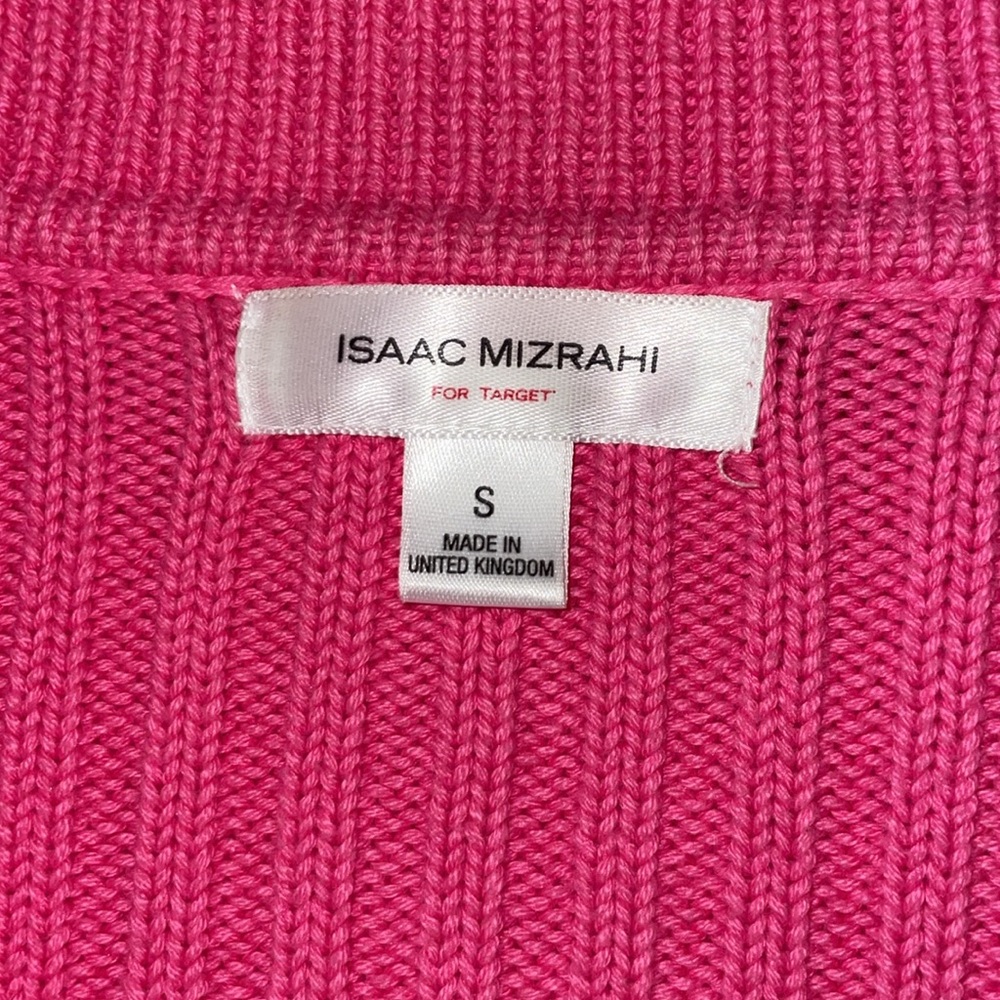 ISAAC MIZRAHI
FOR TARGET
S
MADE IN
UNITED KINGDOM